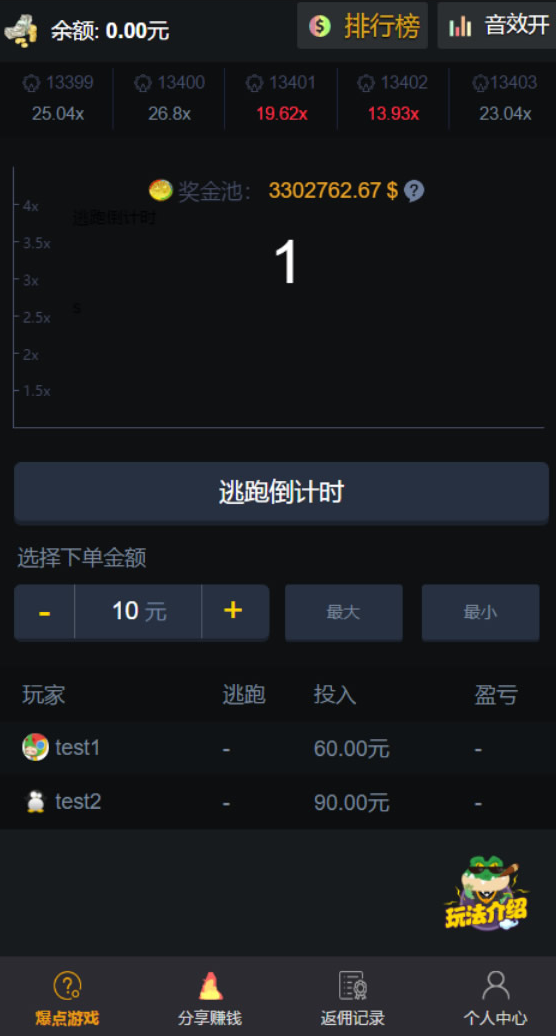 余额: 0.00元
排行榜
音效开
13399 13400 13401 13402 13403
25.04x 26.8x 19.62x 13.93x 23.04x
奖金池： 3302762.67 $ ?
4x
逃跑倒计时
1
3.5x
3x
5
2.5x
2x
1.5x
逃跑倒计时
选择下单金额
- 10 元 + 最大 最小
玩家 逃跑 投入 盈亏
test1 - 60.00元 -
test2 - 90.00元 -
玩法介绍
爆点游戏 分享赚钱 返佣记录 个人中心